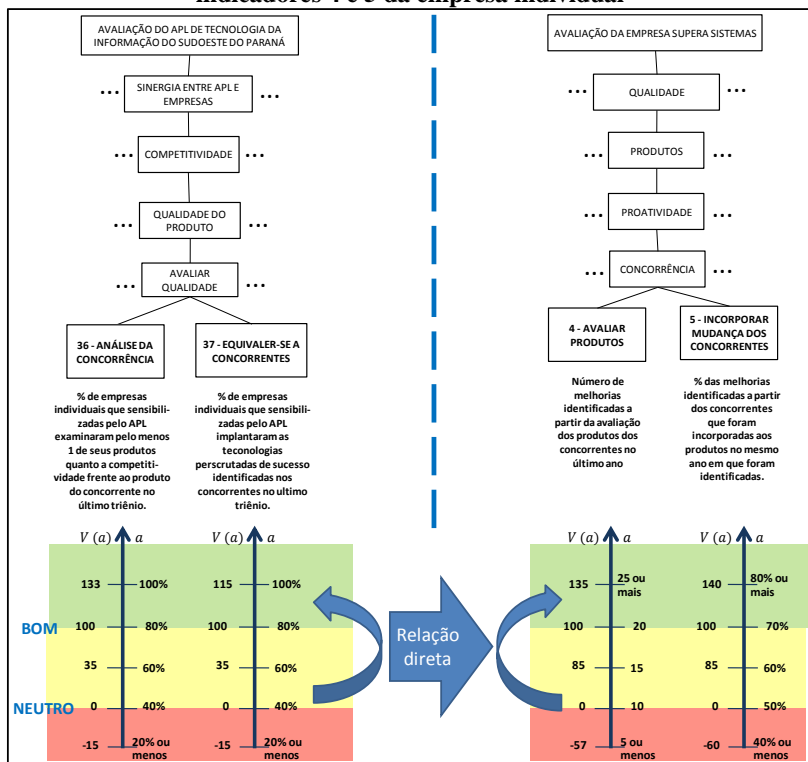 Indicadores 4 e 5 da empresa individual
AVALIAÇÃO DO APL DE TECNOLOGIA DA
INFORMAÇÃO DO SUDOESTE DO PARANÁ
... SINERGIA ENTRE APL E ...
EMPRESAS
... COMPETITIVIDADE ...
... QUALIDADE DO ...
PRODUTO
... AVALIAR ...
QUALIDADE
36 - ANÁLISE DA
CONCORRÊNCIA
37 - EQUIVALER-SE A
CONCORRENTES
% de empresas
individuais que sensibili-
zadas pelo APL
examinaram pelo menos
1 de seus produtos
quanto a competiti-
vidade frente ao produto
do concorrente no
último triênio.
% de empresas
individuais que sensibili-
zadas pelo APL
implantaram as
teconologias
perscrutadas de sucesso
identificadas nos
concorrentes no ultimo
triênio.
AVALIAÇÃO DA EMPRESA SUPERA SISTEMAS
... QUALIDADE ...
... PRODUTOS ...
... PROATIVIDADE ...
... CONCORRÊNCIA ...
4 - AVALIAR
PRODUTOS
5 - INCORPORAR
MUDANÇA DOS
CONCORRENTES
Número de
melhorias
identificadas a
partir da avaliação
dos produtos dos
concorrentes no
último ano
% das melhorias
identificadas a partir
dos concorrentes
que foram
incorporadas aos
produtos no mesmo
ano em que foram
identificadas.
V (a) a
133 100%
100 80%
35 60%
0 40%
-15 20% ou
menos
V (a) a
115 100%
100 80%
35 60%
0 40%
-15 20% ou
menos
BOM
NEUTRO
Relação
direta
V (a) a
135 25 ou
mais
100 20
85 15
0 10
-57 5 ou
menos
V (a) a
140 80% ou
mais
100 70%
85 60%
0 50%
-60 40% ou
menos